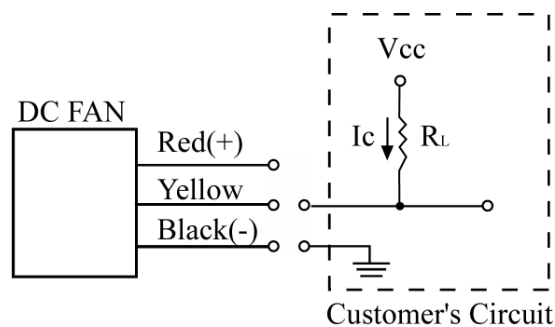 Vcc
DC FAN
Ic
RL
Red(+)
Yellow
Black(-)
Customer's Circuit